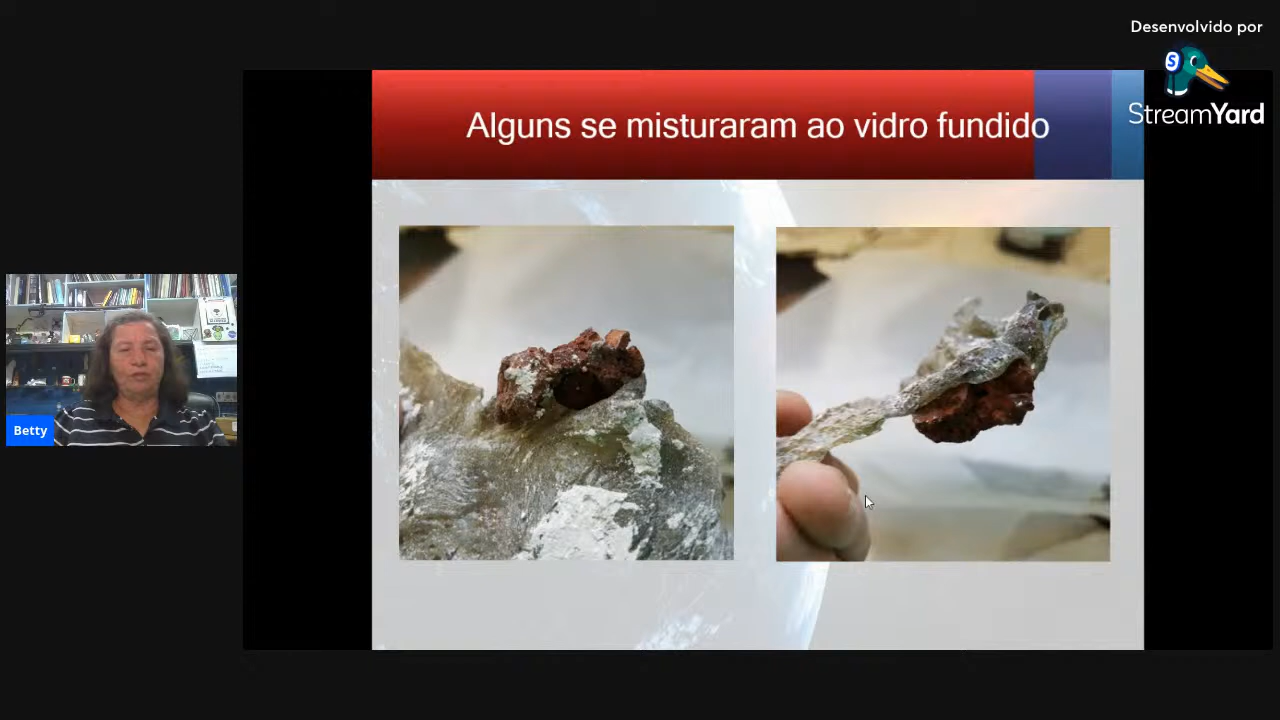 Desenvolvido por
StreamYard
Alguns se misturaram ao vidro fundido
Betty